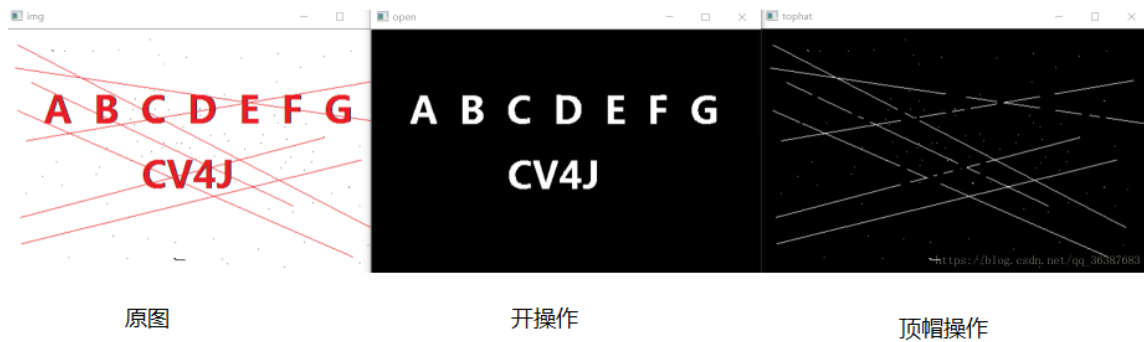 img
open
tophat
A B C D E F G
CV4J
A B C D E F G
CV4J
https://blog.csdn.net/qq_36387683
原图
开操作
顶帽操作